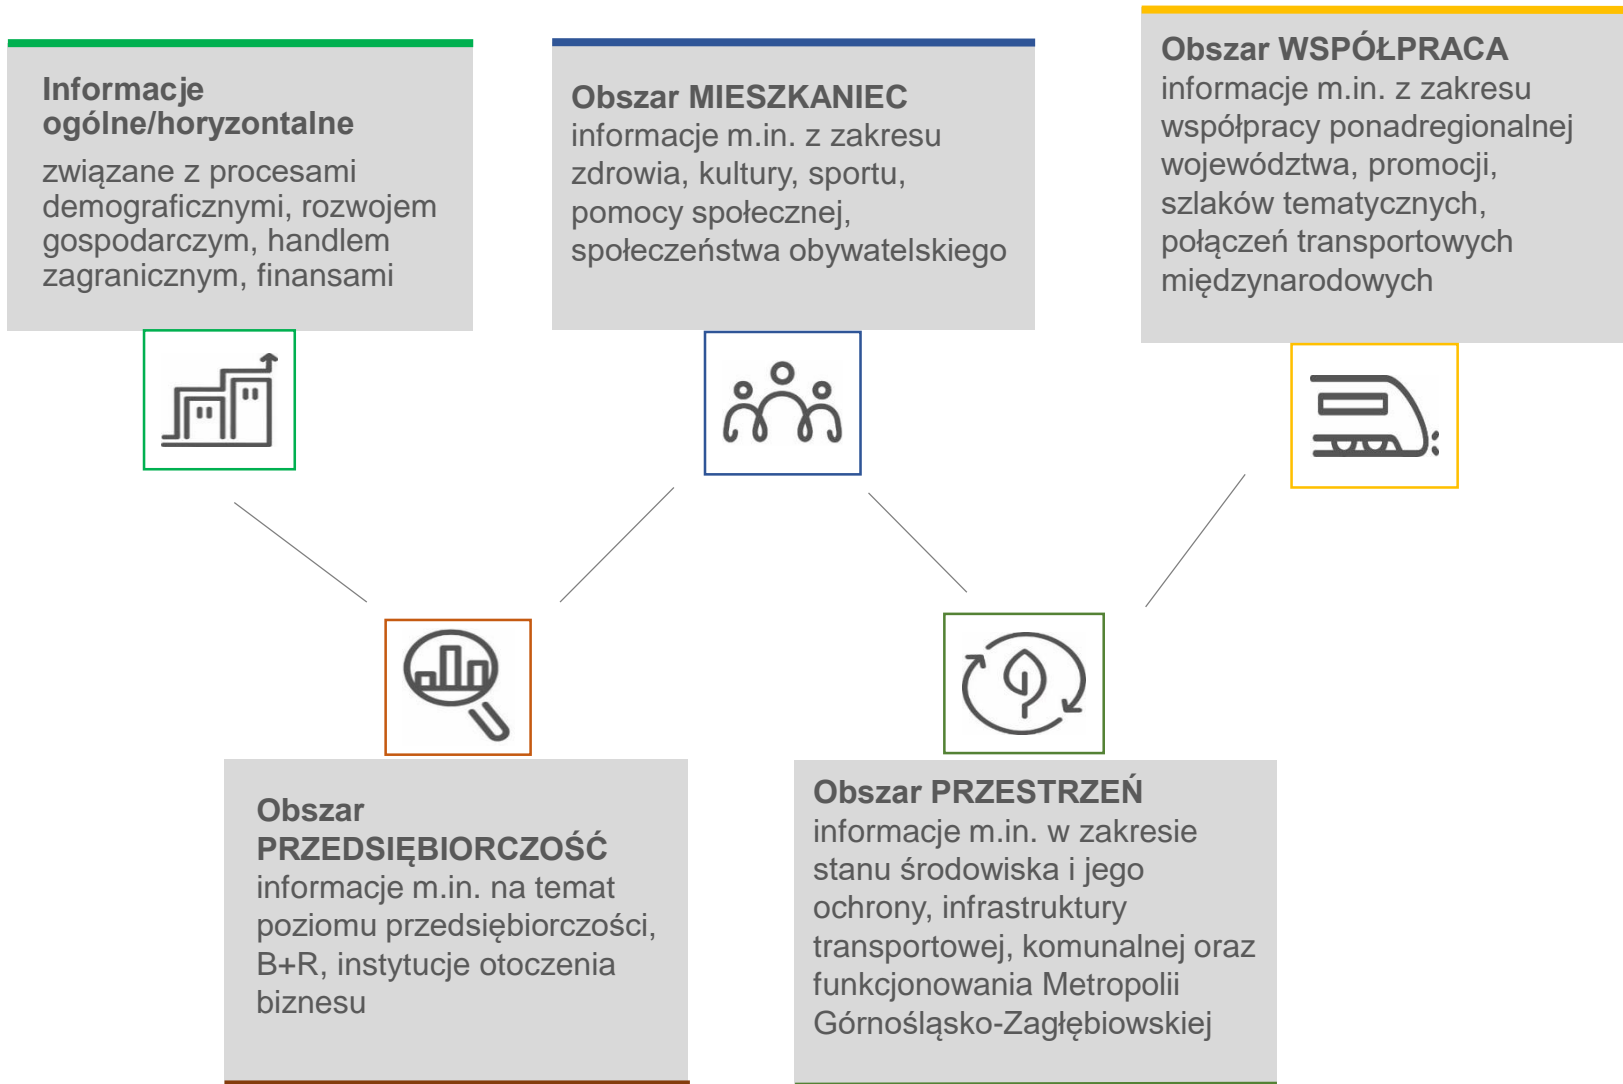 Informacje
ogólne/horyzontalne
związane z procesami
demograficznymi, rozwojem
gospodarczym, handlem
zagranicznym, finansami
Obszar MIESZKANIEC
informacje m.in. z zakresu
zdrowia, kultury, sportu,
pomocy społecznej,
społeczeństwa obywatelskiego
Obszar WSPÓŁPRACA
informacje m.in. z zakresu
współpracy ponadregionalnej
województwa, promocji,
szlaków tematycznych,
połączeń transportowych
międzynarodowych
Obszar
PRZEDSIĘBIORCZOŚĆ
informacje m.in. na temat
poziomu przedsiębiorczości,
B+R, instytucje otoczenia
biznesu
Obszar PRZESTRZEŃ
informacje m.in. w zakresie
stanu środowiska i jego
ochrony, infrastruktury
transportowej, komunalnej oraz
funkcjonowania Metropolii
Górnośląsko-Zagłębiowskiej